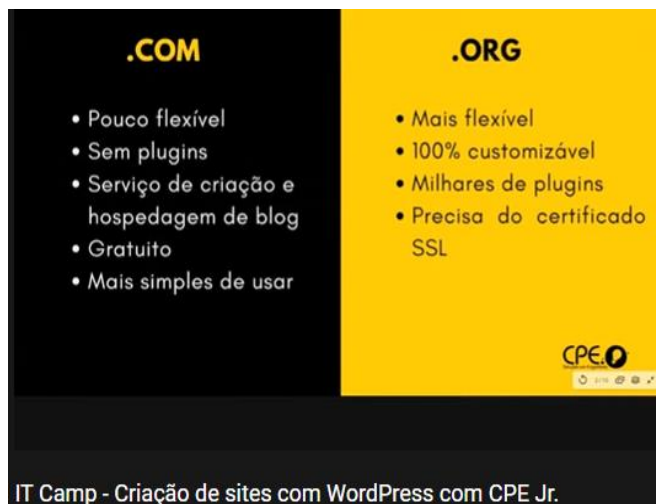 .COM
• Pouco flexível
• Sem plugins
• Serviço de criação e
hospedagem de blog
• Gratuito
• Mais simples de usar
.ORG
• Mais flexível
• 100% customizável
• Milhares de plugins
• Precisa do certificado
SSL
CPE
IT Camp - Criação de sites com WordPress com CPE Jr.